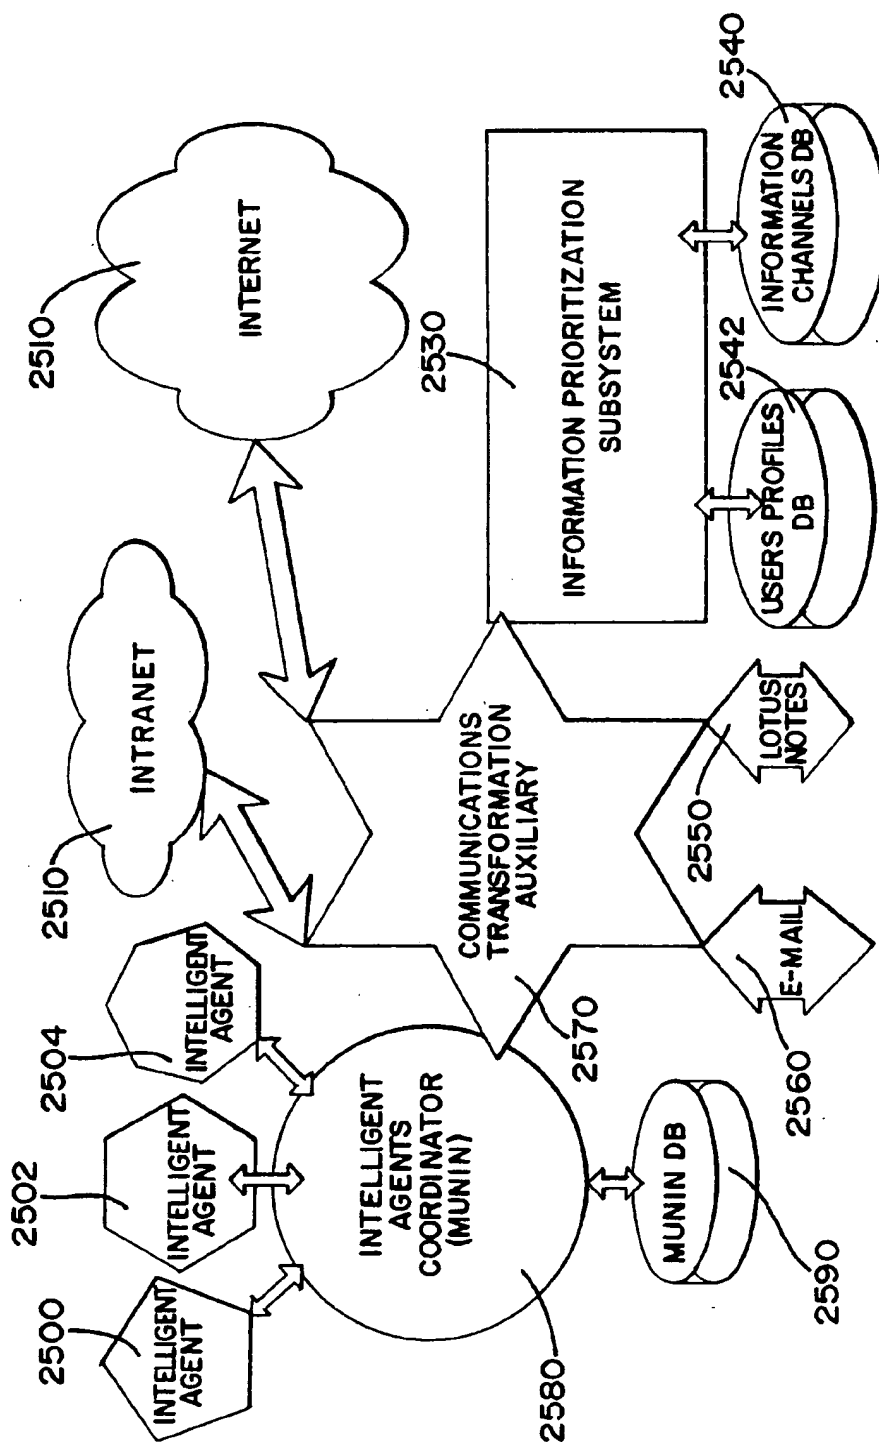 2500
INTELLIGENT
AGENT
2502
INTELLIGENT
AGENT
2504
INTELLIGENT
AGENT
2510
INTRANET
2510
INTERNET
INTELLIGENT
AGENTS
COORDINATOR
(MUNIN)
2580
COMMUNICATIONS
TRANSFORMATION
AUXILIARY
2570
2530
INFORMATION PRIORITIZATION
SUBSYSTEM
MUNIN DB
2590
E-MAIL
2560
LOTUS
NOTES
2550
USERS PROFILES
DB
2542
INFORMATION
CHANNELS DB
2540